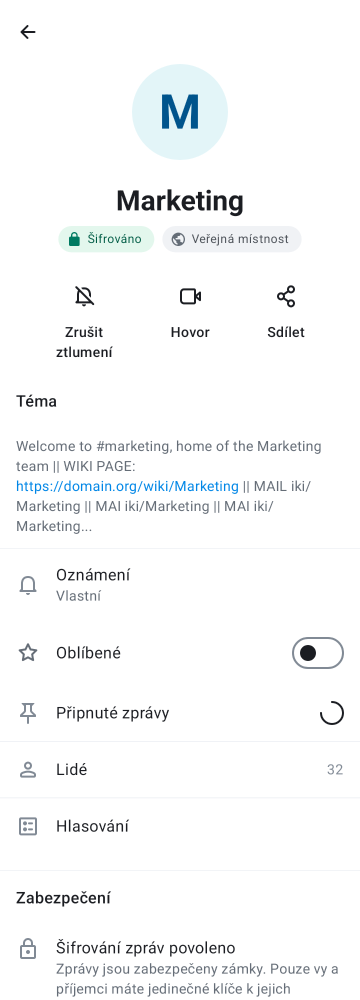 M
Marketing
Šifrováno
Veřejná místnost
Zrušit
ztlumení
Hovor
Sdílet
Téma
Welcome to #marketing, home of the Marketing
team || WIKI PAGE:
https://domain.org/wiki/Marketing || MAIL iki/
Marketing || MAI iki/Marketing || MAI iki/
Marketing...
Oznámení
Vlastní
Oblíbené
Připnuté zprávy
Lidé
32
Hlasování
Zabezpečení
Šifrování zpráv povoleno
Zprávy jsou zabezpečeny zámky. Pouze vy a
příjemci máte jedinečné klíče k jejich